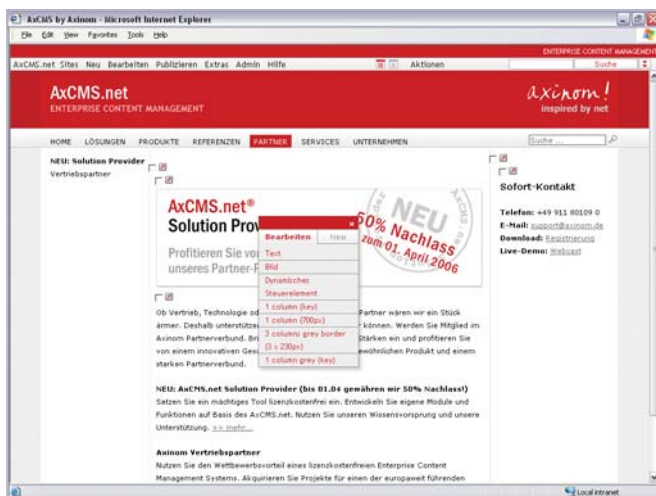 AxCMS by Axinom - Microsoft Internet Explorer
File Edit View Favorites Tools Help
ENTERPRISE CONTENT MANAGEMENT
AxCMS.net Sites Neu Bearbeiten Publizieren Extras Admin Hilfe Aktionen Suche
AxCMS.net
ENTERPRISE CONTENT MANAGEMENT
axinom!
inspired by net
HOME LÖSUNGEN PRODUKTE REFERENZEN PARTNER SERVICES UNTERNEHMEN Suche ...
NEU: Solution Provider
Vertriebspartner
AxCMS.net®
Solution Prov
Profitieren Sie vo
unseres Partner-P
NEU
50% Nachlass
zum 01. April 2006
Bearbeiten New
Text
Bild
Dynamisches
Steuerelement
1 column (key)
1 column (700px)
3 columns grey border
(3 x 230px)
1 column grey (key)
Sofort-Kontakt
Telefon: +49 911 80109 0
E-Mail: support@axinom.de
Download: Registrierung
Live-Demo: Webcast
Ob Vertrieb, Technologie od Partner wären wir ein Stück
ärmer. Deshalb unterstütze können. Werden Sie Mitglied im
Axinom Partnerverbund. Bri Stärken ein und profitieren Sie
von einem innovativen Ges ewöhnlichen Produkt und einem
starken Partnerverbund.
NEU: AxCMS.net Solution Provider (bis 01.04 gewähren wir 50% Nachlass!)
Setzen Sie ein mächtiges Tool lizenzkostenfrei ein. Entwickeln Sie eigene Module und
Funktionen auf Basis des AxCMS.net. Nutzen Sie unseren Wissensvorsprung und unsere
Unterstützung. >> mehr...
Axinom Vertriebspartner
Nutzen Sie den Wettbewerbsvorteil eines lizenzkostenfreien Enterprise Content
Management Systems. Akquirieren Sie Projekte für einen der europaweit führenden
Local intranet